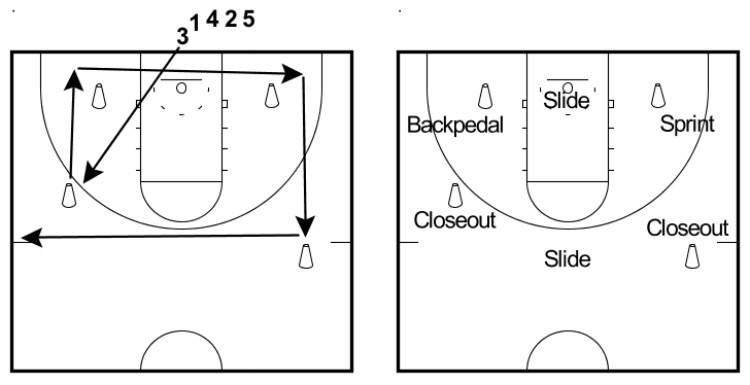 3 1 4 2 5
Slide
Backpedal
Sprint
Closeout
Closeout
Slide